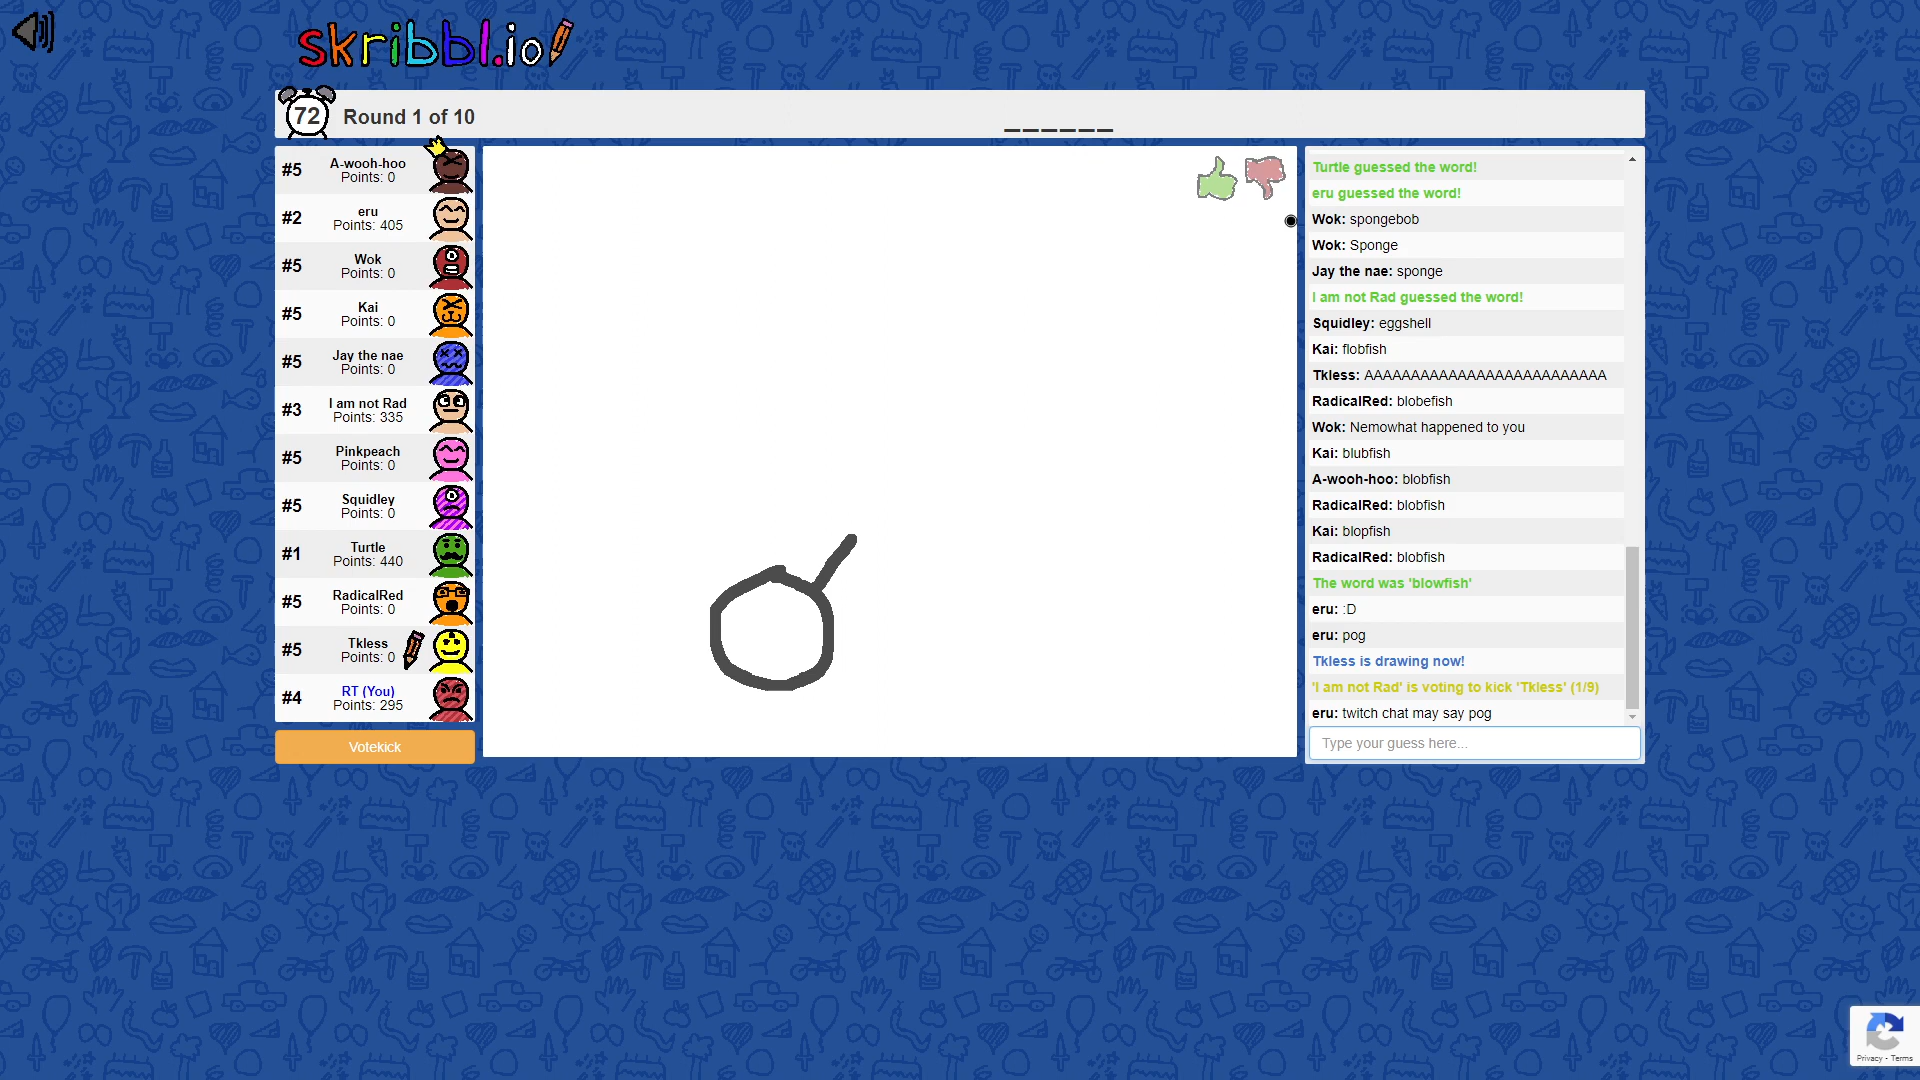 skribbl.io
72
Round 1 of 10
______
#5 A-wooh-hoo
Points: 0
#2 eru
Points: 405
#5 Wok
Points: 0
#5 Kai
Points: 0
#5 Jay the nae
Points: 0
#3 I am not Rad
Points: 335
#5 Pinkpeach
Points: 0
#5 Squidley
Points: 0
#1 Turtle
Points: 440
#5 RadicalRed
Points: 0
#5 Tkless
Points: 0
#4 RT (You)
Points: 295
Votekick
Turtle guessed the word!
eru guessed the word!
Wok: spongebob
Wok: Sponge
Jay the nae: sponge
I am not Rad guessed the word!
Squidley: eggshell
Kai: flobfish
Tkless: AAAAAAAAAAAAAAAAAAAAAAAAAA
RadicalRed: blobefish
Wok: Nemowhat happened to you
Kai: blubfish
A-wooh-hoo: blobfish
RadicalRed: blobfish
Kai: blopfish
RadicalRed: blobfish
The word was 'blowfish'
eru: :D
eru: pog
Tkless is drawing now!
'I am not Rad' is voting to kick 'Tkless' (1/9)
eru: twitch chat may say pog
Type your guess here...
Privacy - Terms